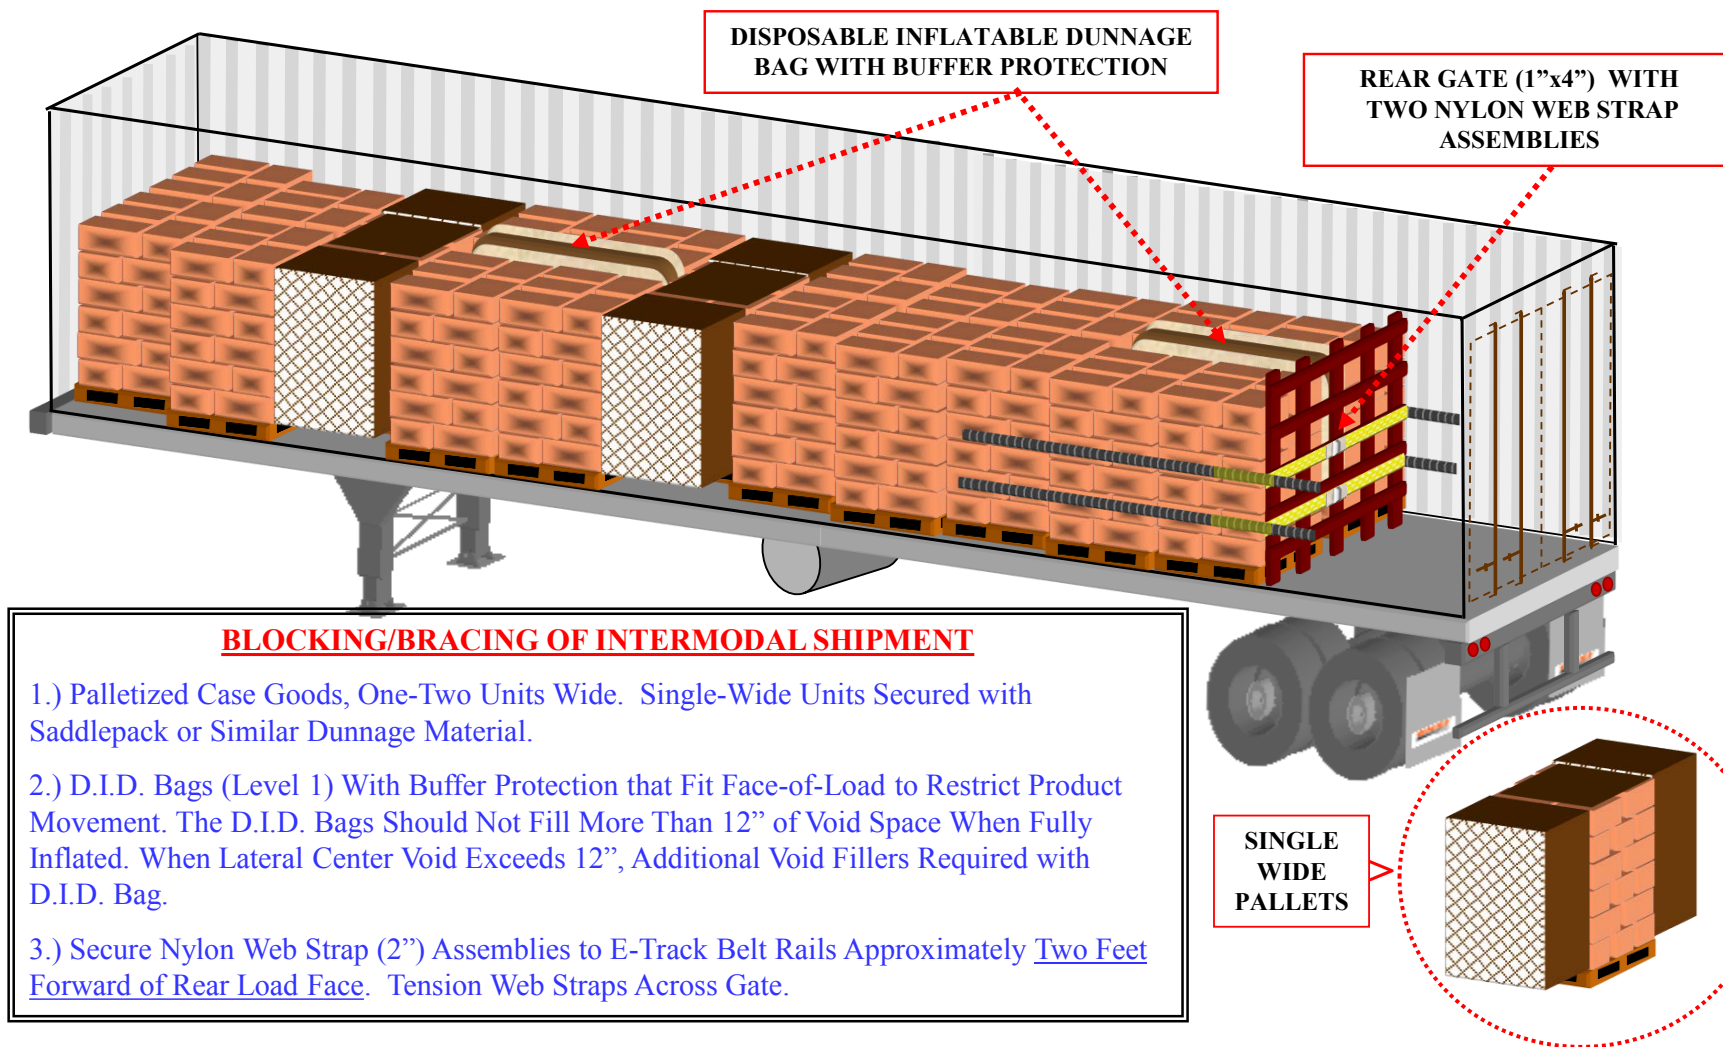 DISPOSABLE INFLATABLE DUNNAGE
BAG WITH BUFFER PROTECTION
REAR GATE (1”x4”) WITH
TWO NYLON WEB STRAP
ASSEMBLIES
BLOCKING/BRACING OF INTERMODAL SHIPMENT
1.) Palletized Case Goods, One-Two Units Wide. Single-Wide Units Secured with
Saddlepack or Similar Dunnage Material.
2.) D.I.D. Bags (Level 1) With Buffer Protection that Fit Face-of-Load to Restrict Product
Movement. The D.I.D. Bags Should Not Fill More Than 12” of Void Space When Fully
Inflated. When Lateral Center Void Exceeds 12”, Additional Void Fillers Required with
D.I.D. Bag.
3.) Secure Nylon Web Strap (2”) Assemblies to E-Track Belt Rails Approximately Two Feet
Forward of Rear Load Face. Tension Web Straps Across Gate.
SINGLE
WIDE
PALLETS